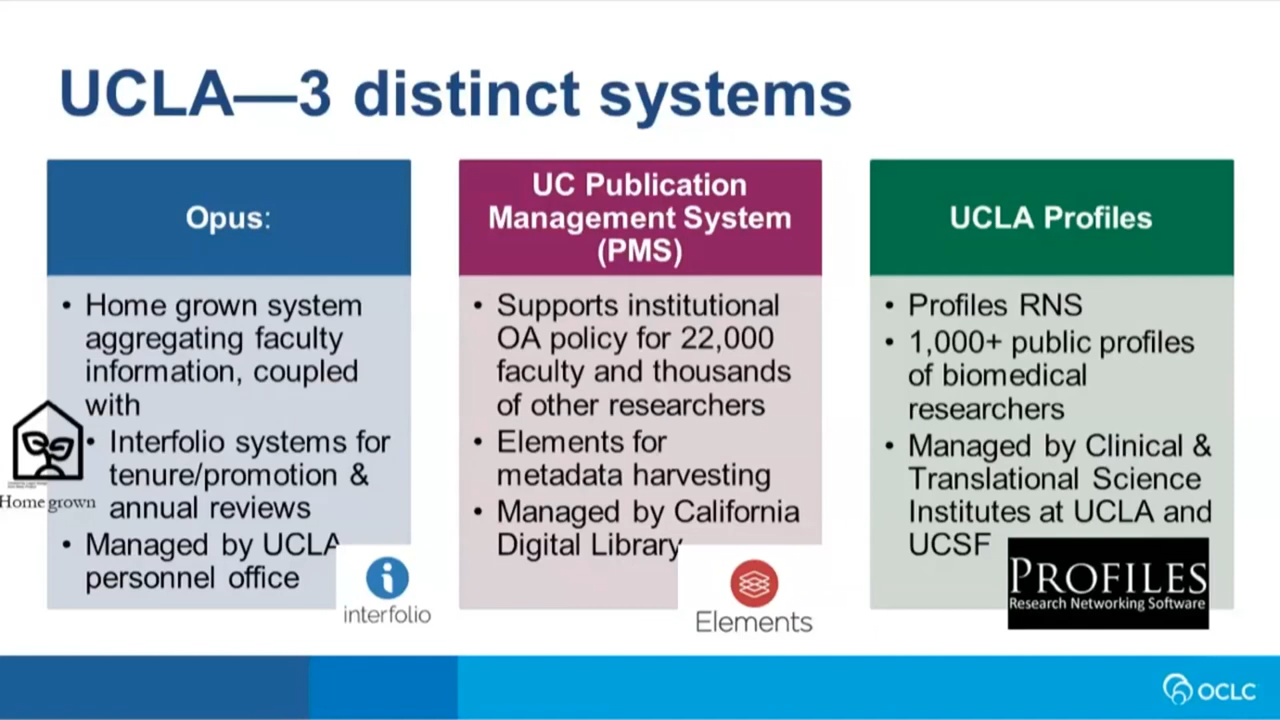 UCLA—3 distinct systems
Opus:
• Home grown system
aggregating faculty
information, coupled
with
• Interfolio systems for
tenure/promotion &
annual reviews
• Managed by UCLA
personnel office
Home grown
interfolio
UC Publication
Management System
(PMS)
• Supports institutional
OA policy for 22,000
faculty and thousands
of other researchers
• Elements for
metadata harvesting
• Managed by California
Digital Library
Elements
UCLA Profiles
• Profiles RNS
• 1,000+ public profiles
of biomedical
researchers
• Managed by Clinical &
Translational Science
Institutes at UCLA and
UCSF
PROFILES
Research Networking Software
OCLC